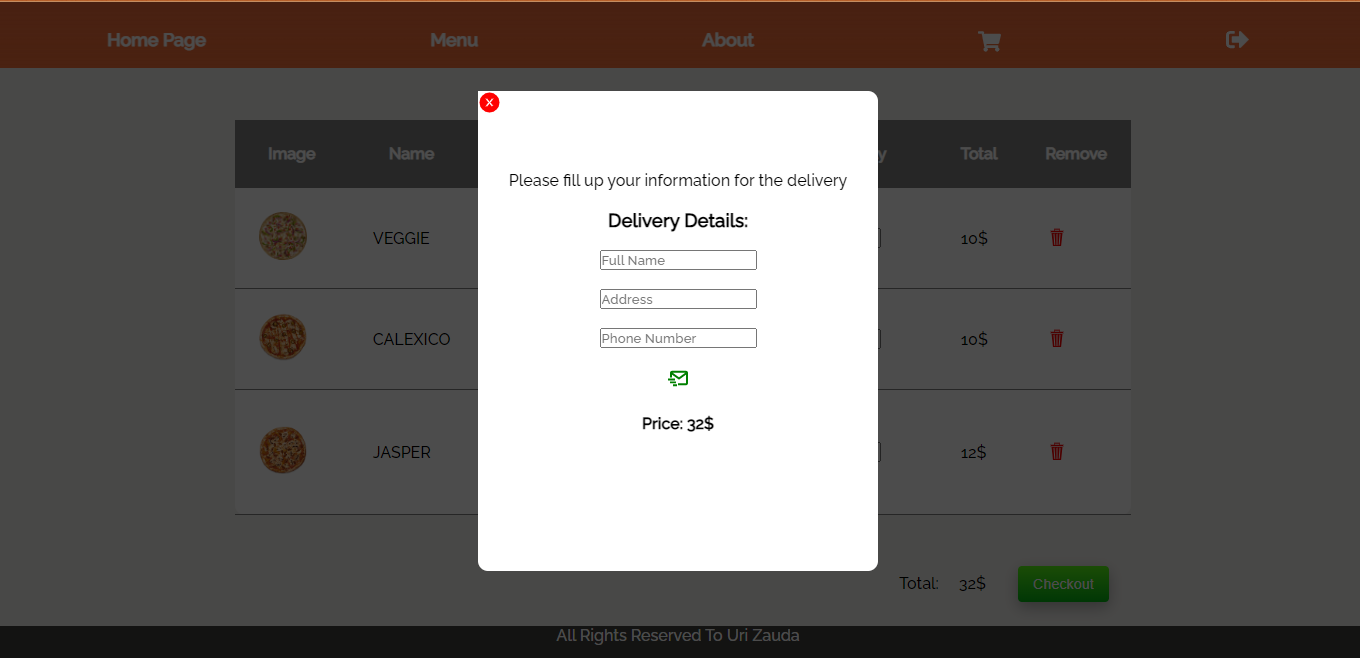 Home Page Menu About
Image Name y Total Remove
Please fill up your information for the delivery
Delivery Details:
Full Name
Address
Phone Number
Price: 32$
VEGGIE 10$
CALEXICO 10$
JASPER 12$
Total: 32$ Checkout
All Rights Reserved To Uri Zauda